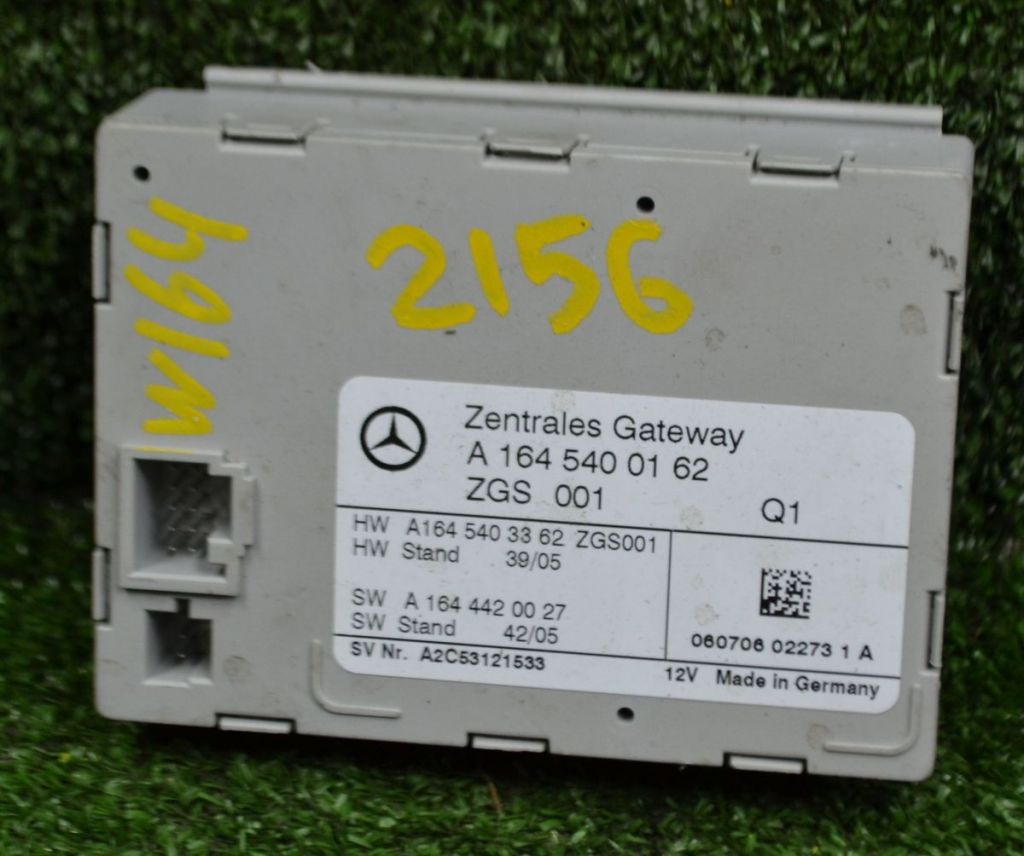 W164
2156
Zentrales Gateway
A 164 540 01 62
ZGS 001
Q1
HW A164 540 33 62 ZGS001
HW Stand 39/05
SW A 164 442 00 27
SW Stand 42/05
060706 02273 1 A
SV Nr. A2C53121533
12V Made in Germany